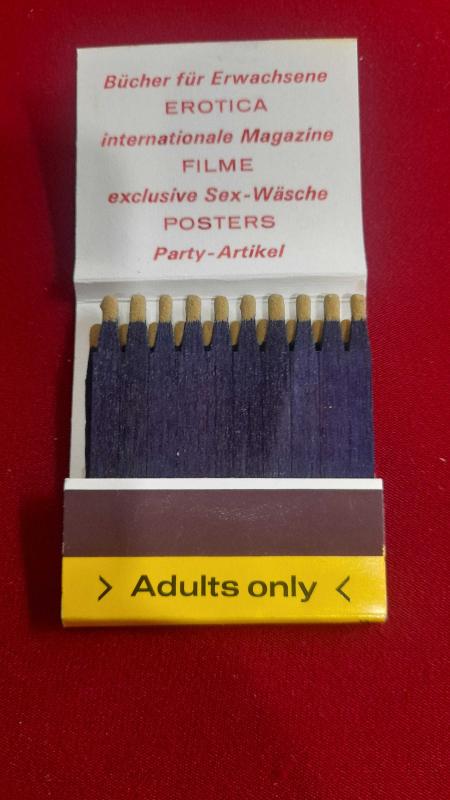 Bücher für Erwachsene
EROTICA
internationale Magazine
FILME
exclusive Sex-Wäsche
POSTERS
Party-Artikel
> Adults only <